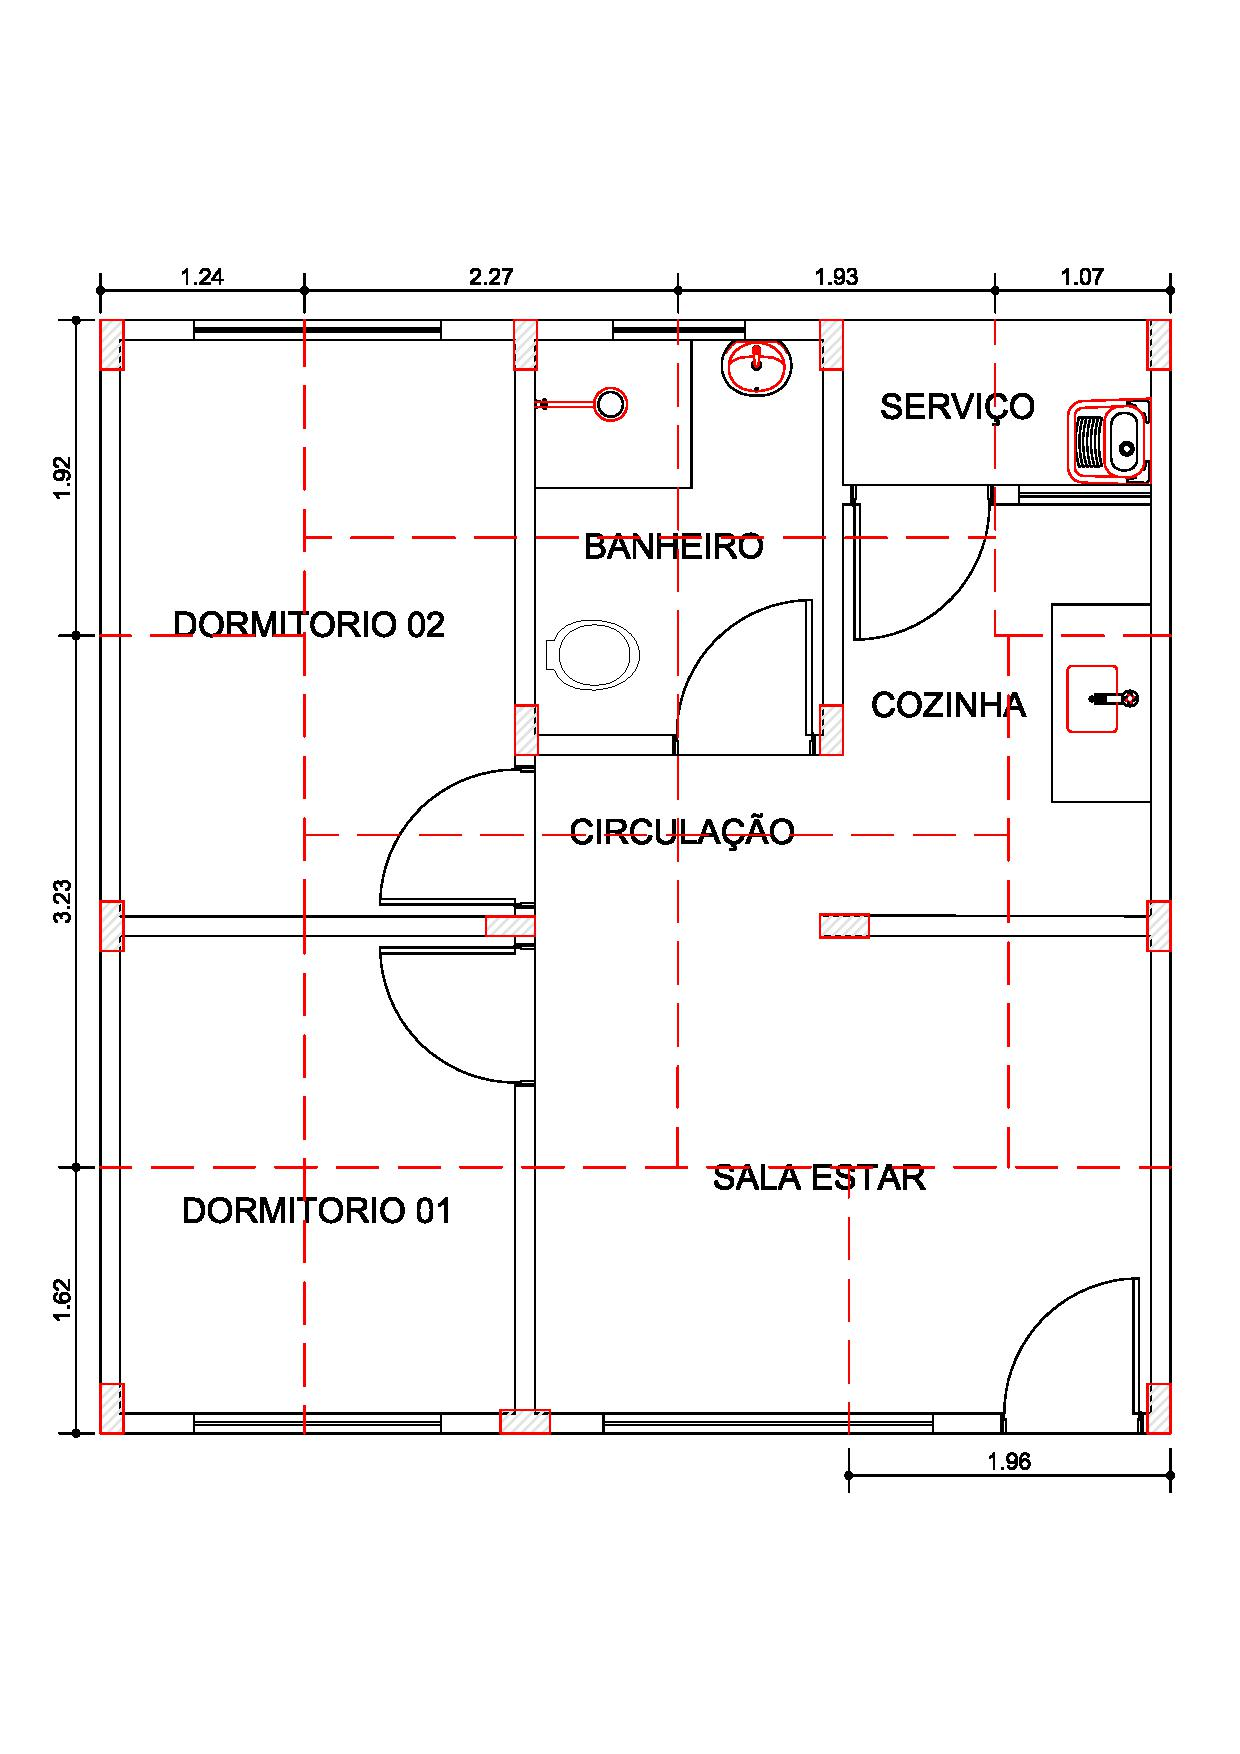 1.24
2.27
1.93
1.07
SERVIÇO
1.92
BANHEIRO
DORMITORIO 02
COZINHA
CIRCULAÇÃO
3.23
SALA ESTAR
DORMITORIO 01
1.62
1.96